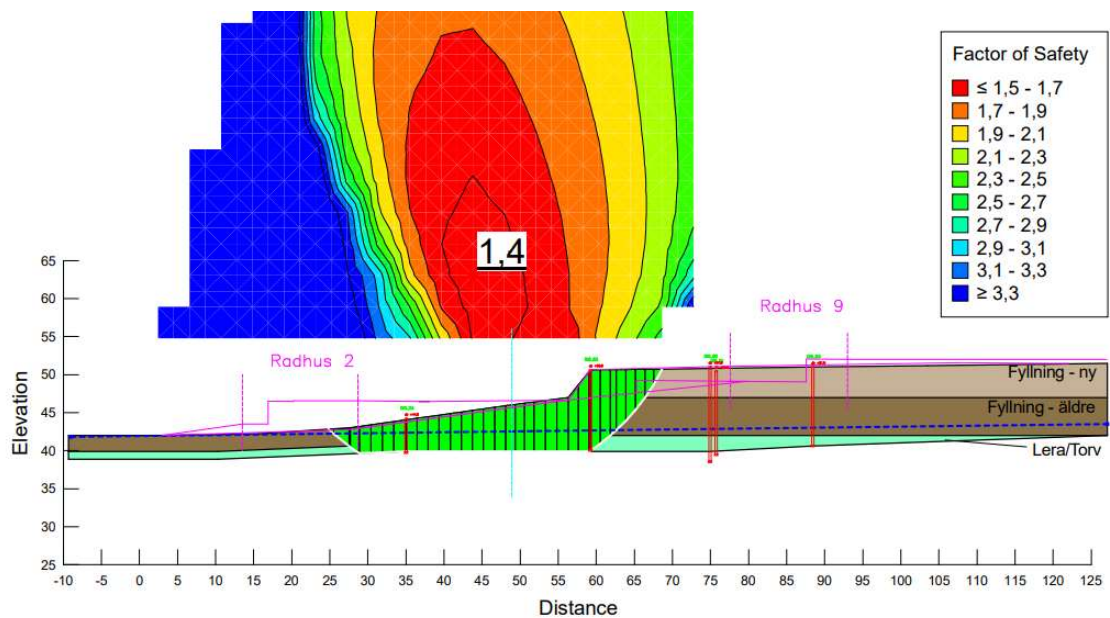 Factor of Safety
≤ 1,5 - 1,7
1,7 - 1,9
1,9 - 2,1
2,1 - 2,3
2,3 - 2,5
2,5 - 2,7
2,7 - 2,9
2,9 - 3,1
3,1 - 3,3
≥ 3,3
1,4
Radhus 2
Radhus 9
Fyllning - ny
Fyllning - äldre
Lera/Torv
Elevation
65
60
55
50
45
40
35
30
25
-10 -5 0 5 10 15 20 25 30 35 40 45 50 55 60 65 70 75 80 85 90 95 100 105 110 115 120 125
Distance